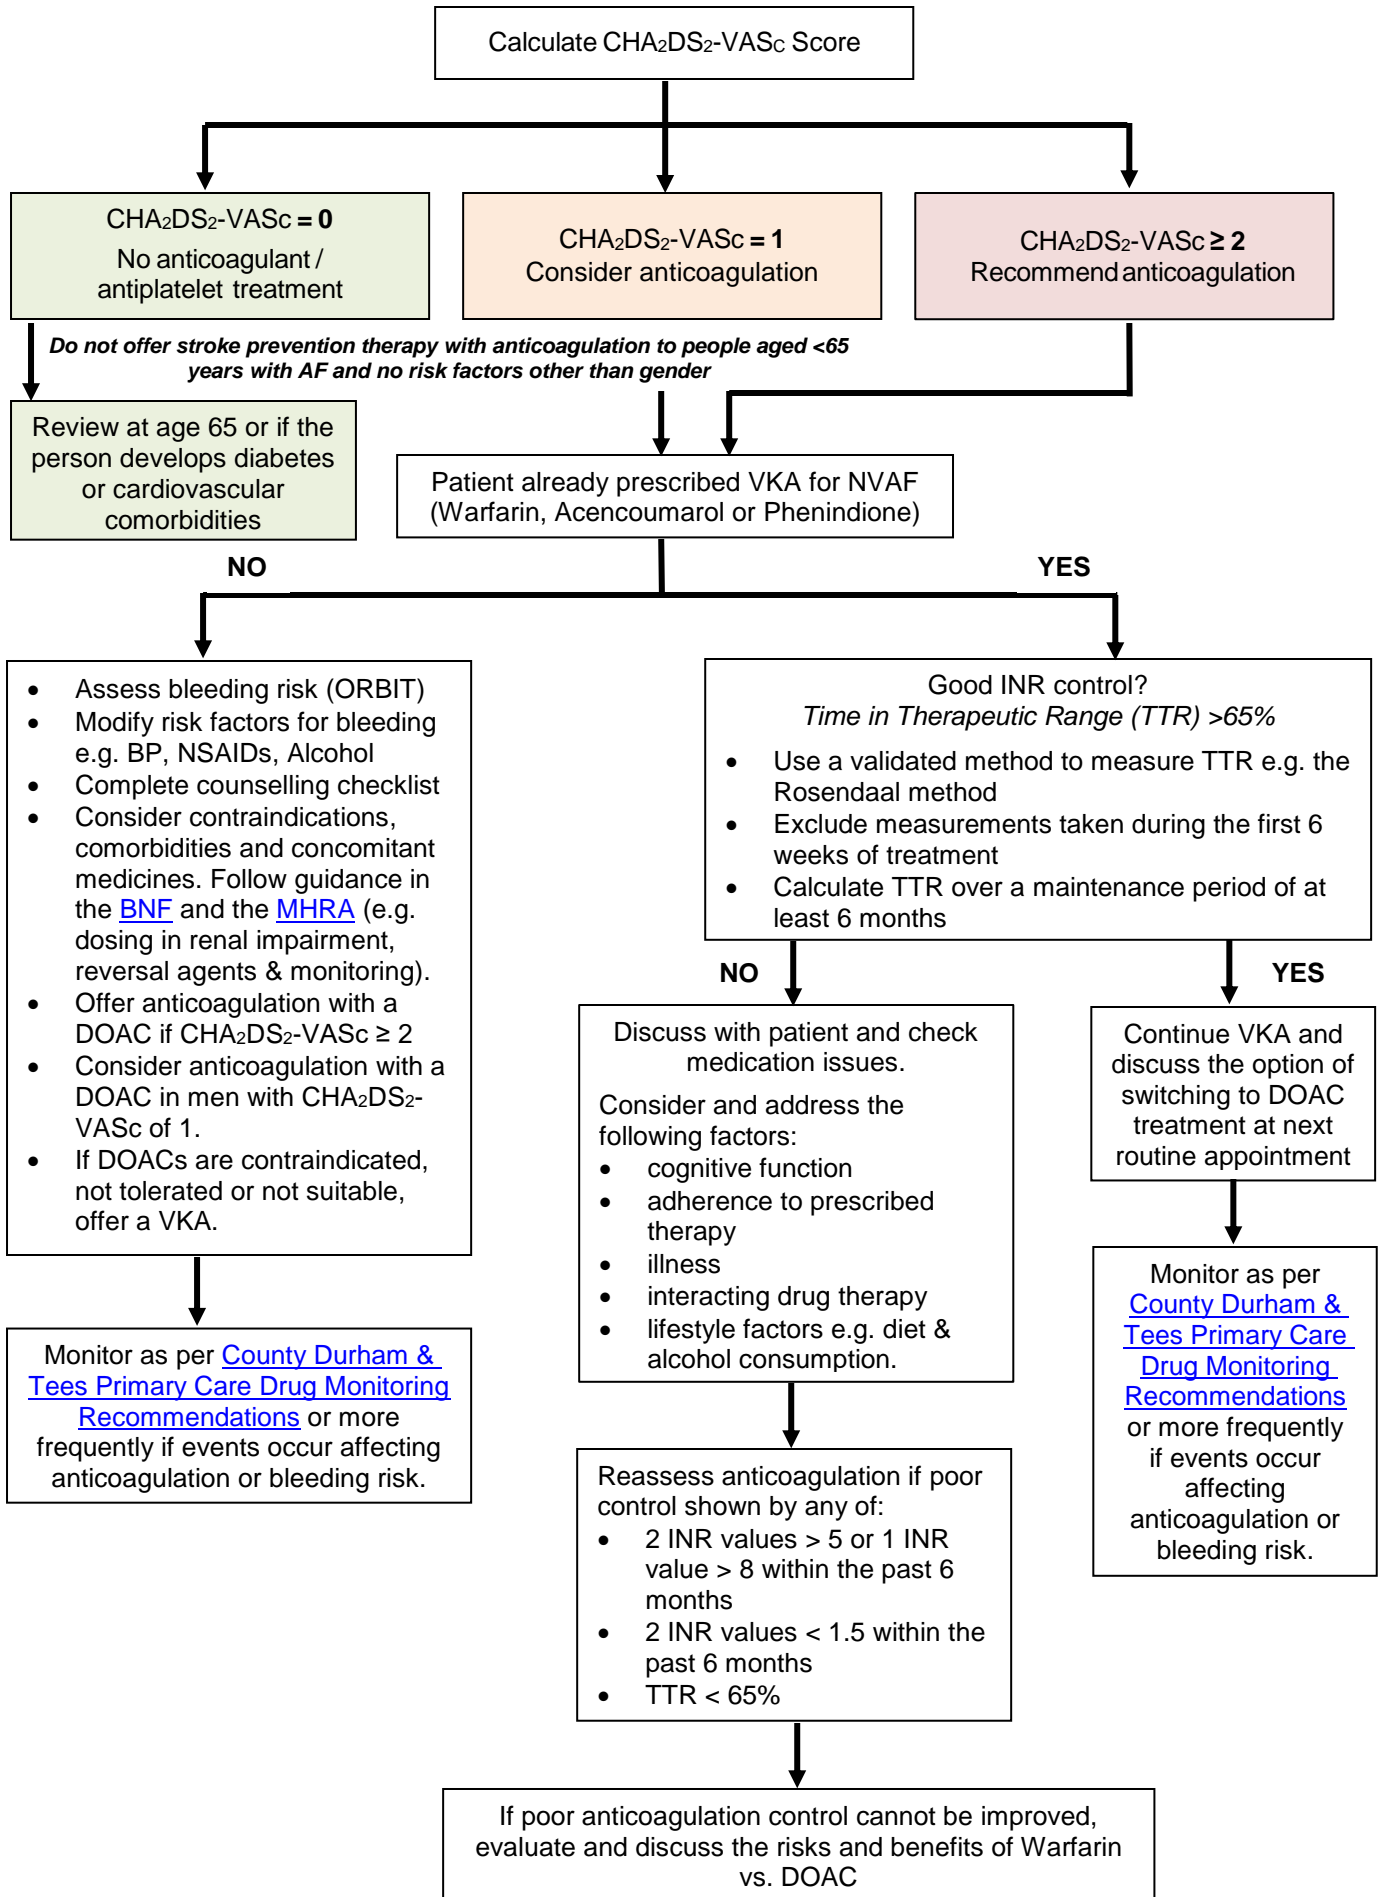 Calculate CHA₂DS₂-VASC Score
CHA₂DS₂-VASc = 0
No anticoagulant /
antiplatelet treatment
CHA₂DS₂-VASc = 1
Consider anticoagulation
CHA₂DS₂-VASc ≥ 2
Recommend anticoagulation
Do not offer stroke prevention therapy with anticoagulation to people aged <65
years with AF and no risk factors other than gender
Review at age 65 or if the
person develops diabetes
or cardiovascular
comorbidities
Patient already prescribed VKA for NVAF
(Warfarin, Acencoumarol or Phenindione)
NO
YES
• Assess bleeding risk (ORBIT)
• Modify risk factors for bleeding
e.g. BP, NSAIDs, Alcohol
• Complete counselling checklist
• Consider contraindications,
comorbidities and concomitant
medicines. Follow guidance in
the BNF and the MHRA (e.g.
dosing in renal impairment,
reversal agents & monitoring).
• Offer anticoagulation with a
DOAC if CHA₂DS₂-VASc ≥ 2
• Consider anticoagulation with a
DOAC in men with CHA₂DS₂-
VASc of 1.
• If DOACs are contraindicated,
not tolerated or not suitable,
offer a VKA.
Monitor as per County Durham &
Tees Primary Care Drug Monitoring
Recommendations or more
frequently if events occur affecting
anticoagulation or bleeding risk.
Good INR control?
Time in Therapeutic Range (TTR) >65%
• Use a validated method to measure TTR e.g. the
Rosendaal method
• Exclude measurements taken during the first 6
weeks of treatment
• Calculate TTR over a maintenance period of at
least 6 months
NO
YES
Discuss with patient and check
medication issues.
Consider and address the
following factors:
• cognitive function
• adherence to prescribed
therapy
• illness
• interacting drug therapy
• lifestyle factors e.g. diet &
alcohol consumption.
Continue VKA and
discuss the option of
switching to DOAC
treatment at next
routine appointment
Monitor as per
County Durham &
Tees Primary Care
Drug Monitoring
Recommendations
or more frequently
if events occur
affecting
anticoagulation or
bleeding risk.
Reassess anticoagulation if poor
control shown by any of:
• 2 INR values > 5 or 1 INR
value > 8 within the past 6
months
• 2 INR values < 1.5 within the
past 6 months
• TTR < 65%
If poor anticoagulation control cannot be improved,
evaluate and discuss the risks and benefits of Warfarin
vs. DOAC